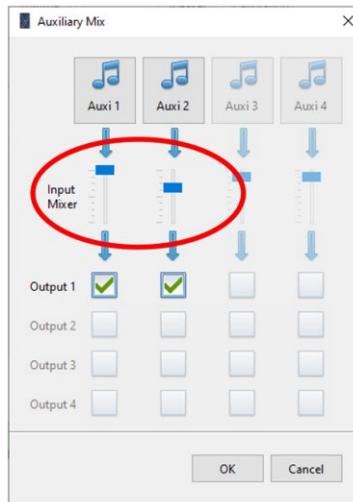 Auxiliary Mix
Auxi 1 Auxi 2 Auxi 3 Auxi 4
Input
Mixer
Output 1
Output 2
Output 3
Output 4
OK Cancel